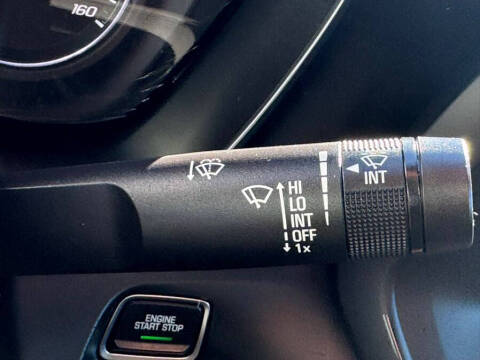 160
HI
LO
INT
OFF
1x
INT
ENGINE
START STOP